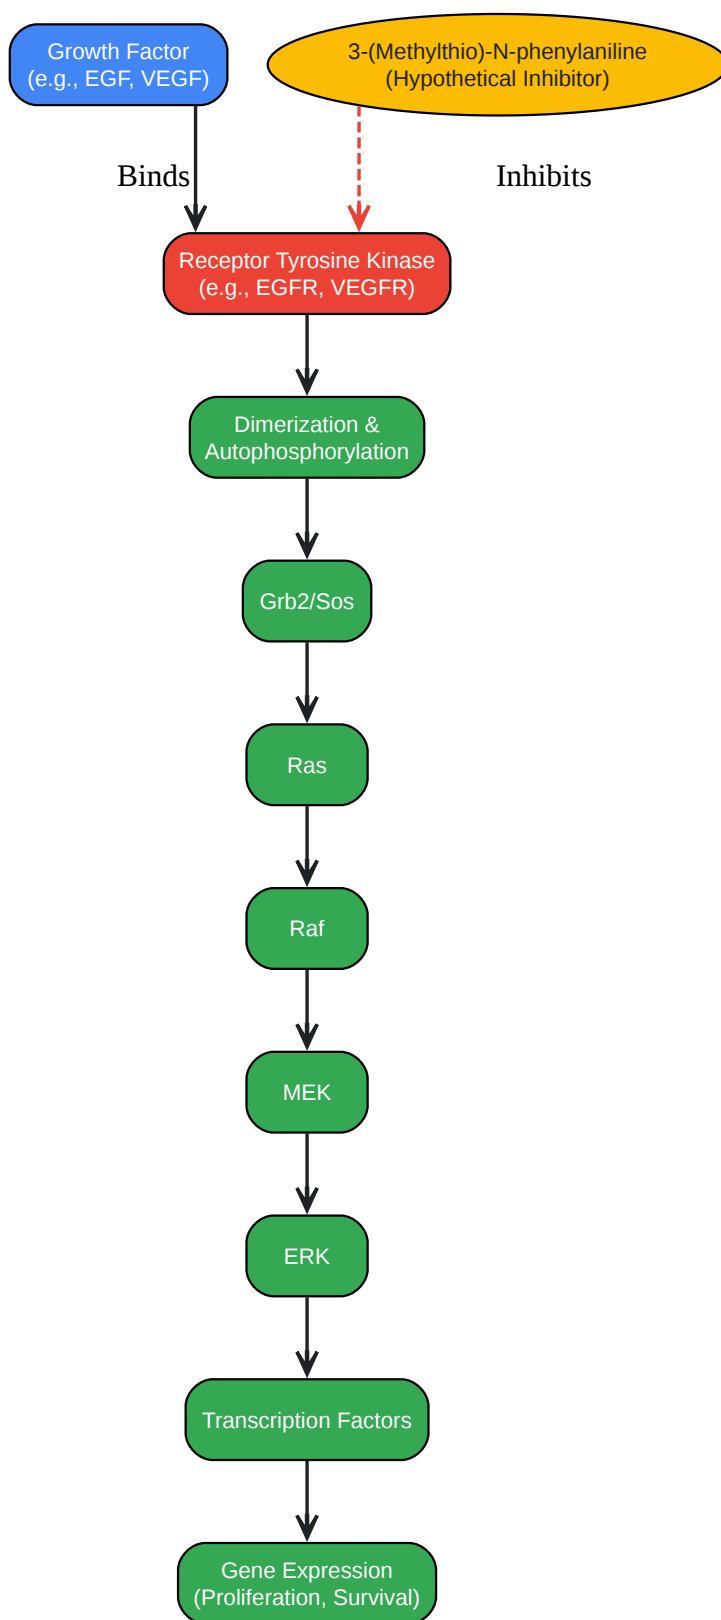 Growth Factor
(e.g., EGF, VEGF)
3-(Methylthio)-N-phenylaniline
(Hypothetical Inhibitor)
Binds
Inhibits
Receptor Tyrosine Kinase
(e.g., EGFR, VEGFR)
Dimerization &
Autophosphorylation
Grb2/Sos
Ras
Raf
MEK
ERK
Transcription Factors
Gene Expression
(Proliferation, Survival)